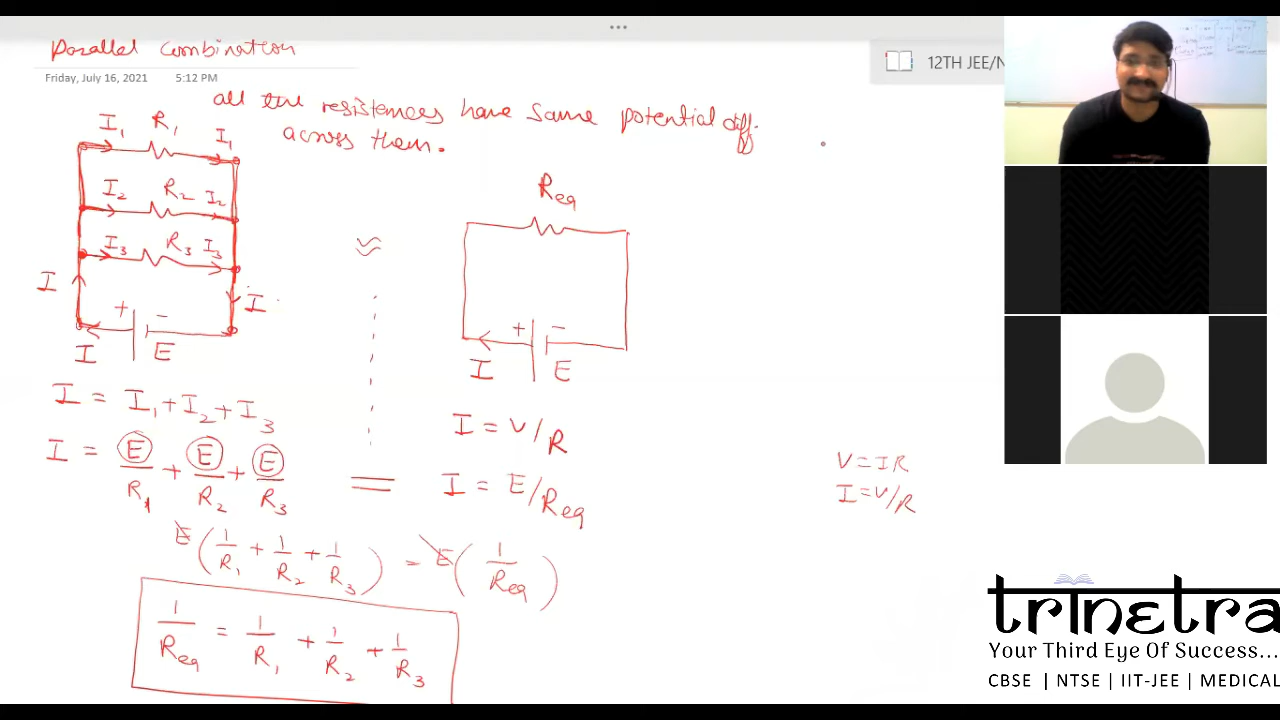 Parallel Combination
Friday, July 16, 2021 5:12 PM
12TH JEE/N
all the resistences have same potential diff.
across them.
I₁ R₁ I₁
I₂ R₂ I₂
I₃ R₃ I₃
I I
+ -
I E
≈
Req
+ -
I E
I = I₁ + I₂ + I₃
I = E/R₁ + E/R₂ + E/R₃ = I = E/Req
I = V/R
V = IR
I = V/R
E(1/R₁ + 1/R₂ + 1/R₃) = E(1/Req)
1/Req = 1/R₁ + 1/R₂ + 1/R₃
trinetra
Your Third Eye Of Success...
CBSE | NTSE | IIT-JEE | MEDICAL